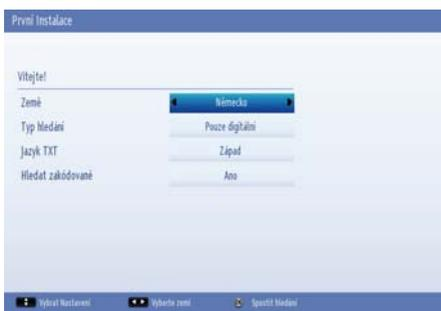 První Instalace
Vítejte!
Země Německo
Typ hledání Pouze digitální
Jazyk TXT Západ
Hledat zakódované Ano
Vybrat Nastavení Vyberte zemi Spustit hledání